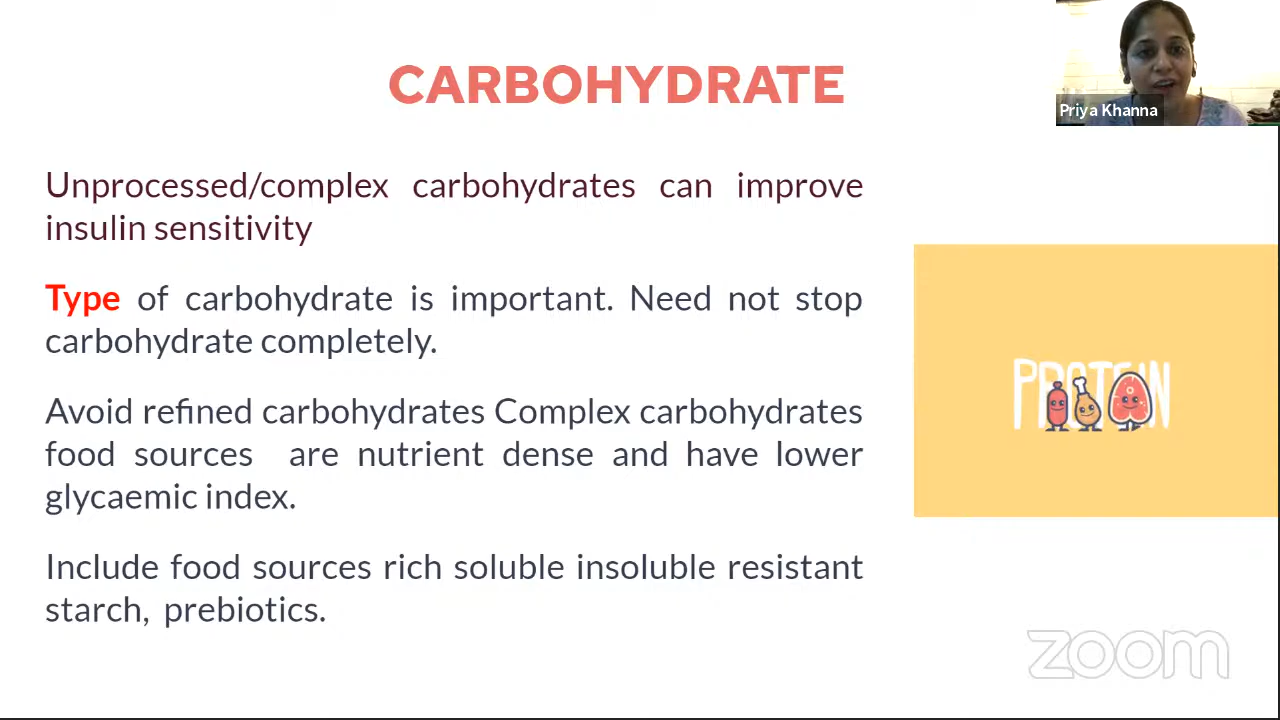 CARBOHYDRATE
Priya Khanna
Unprocessed/complex carbohydrates can improve
insulin sensitivity
Type of carbohydrate is important. Need not stop
carbohydrate completely.
Avoid refined carbohydrates Complex carbohydrates
food sources are nutrient dense and have lower
glycaemic index.
Include food sources rich soluble insoluble resistant
starch, prebiotics.
PROTEIN
zoom